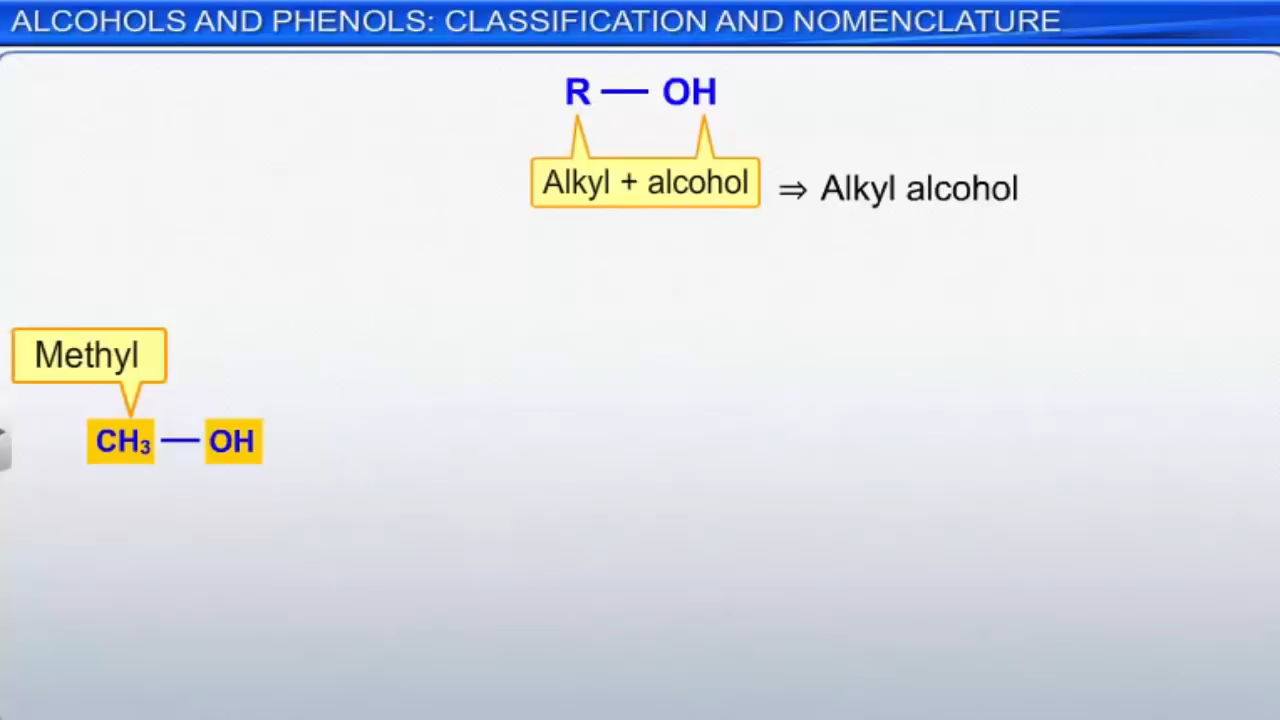 ALCOHOLS AND PHENOLS: CLASSIFICATION AND NOMENCLATURE
R — OH
Alkyl + alcohol ⇒ Alkyl alcohol
Methyl
CH₃ — OH